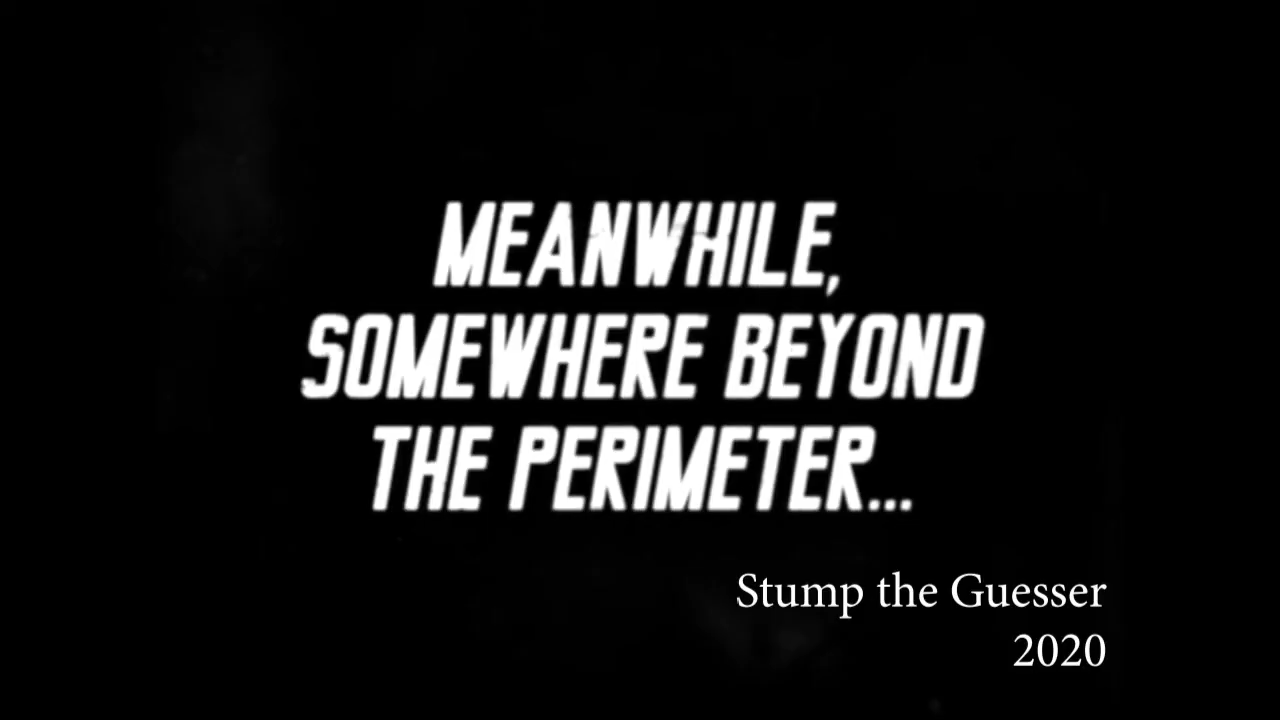 MEANWHILE,
SOMEWHERE BEYOND
THE PERIMETER...
Stump the Guesser
2020